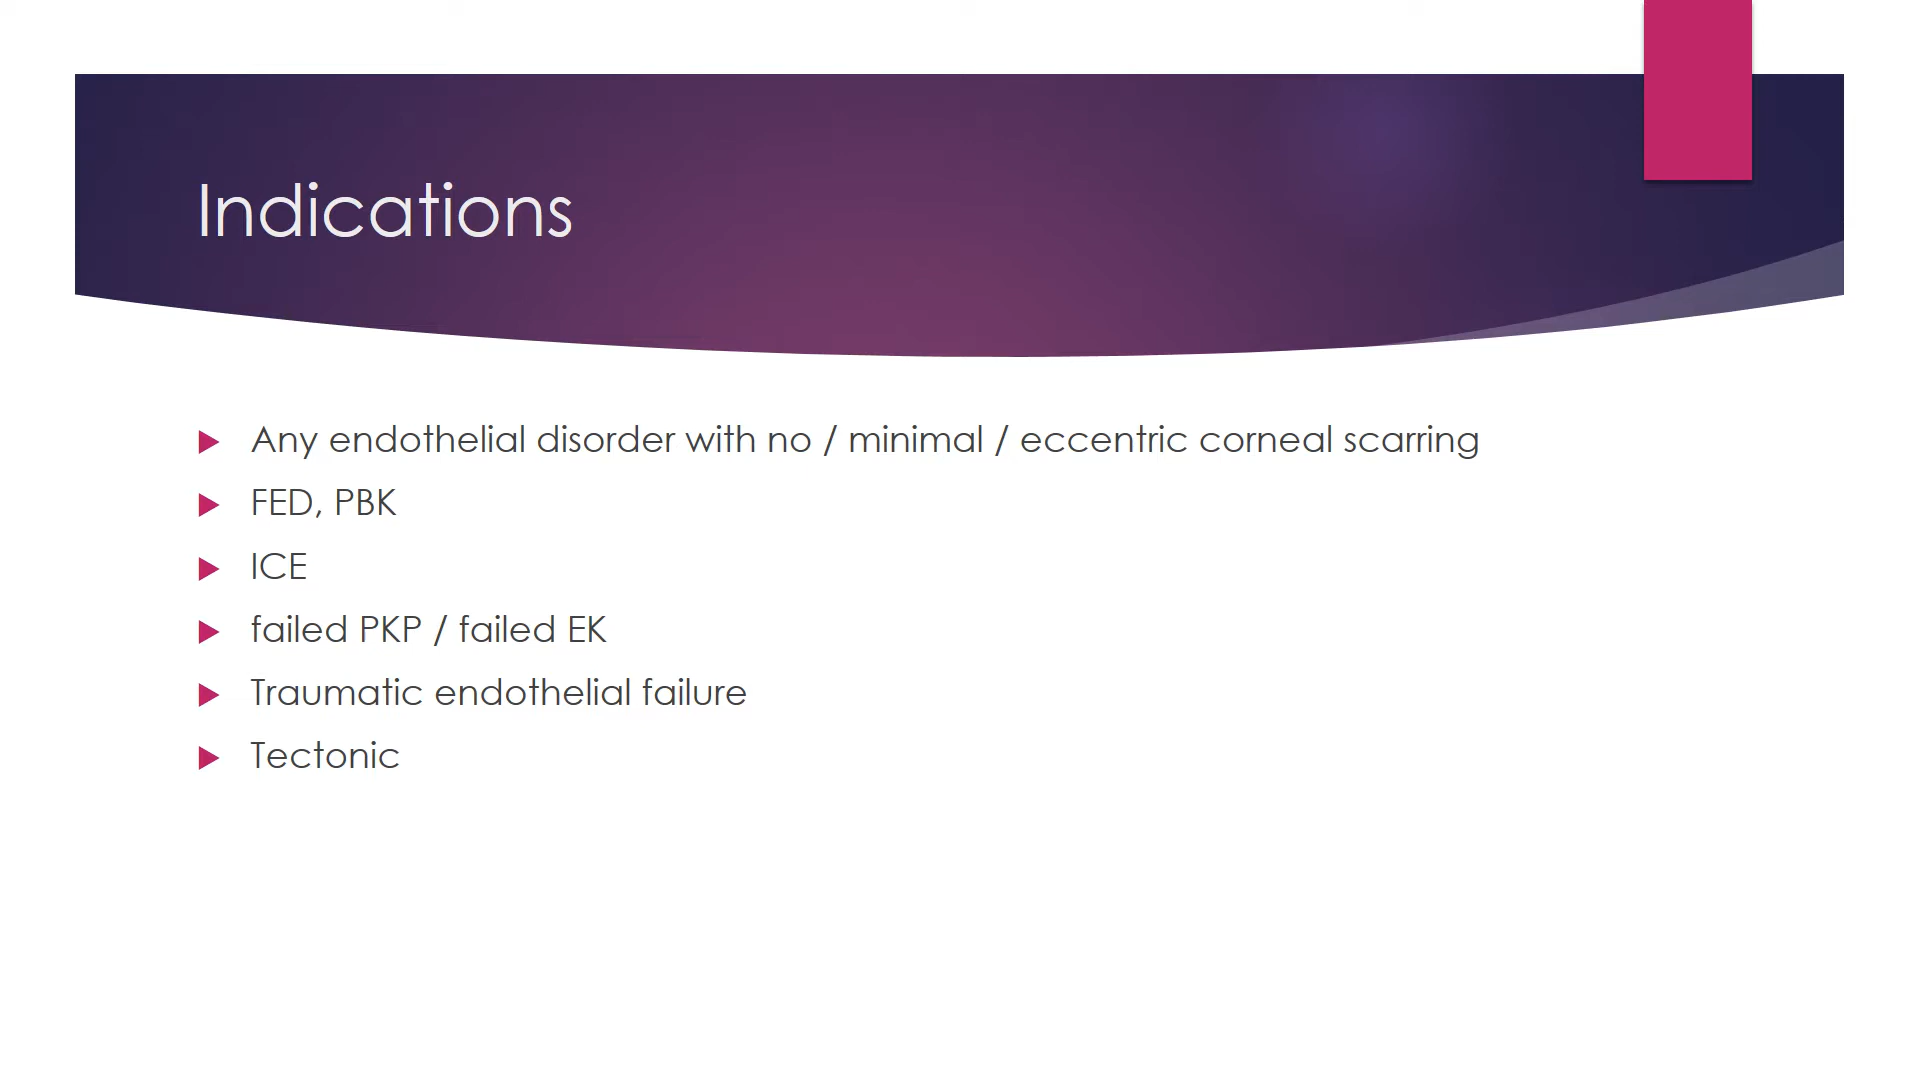 Indications
Any endothelial disorder with no / minimal / eccentric corneal scarring
FED, PBK
ICE
failed PKP / failed EK
Traumatic endothelial failure
Tectonic